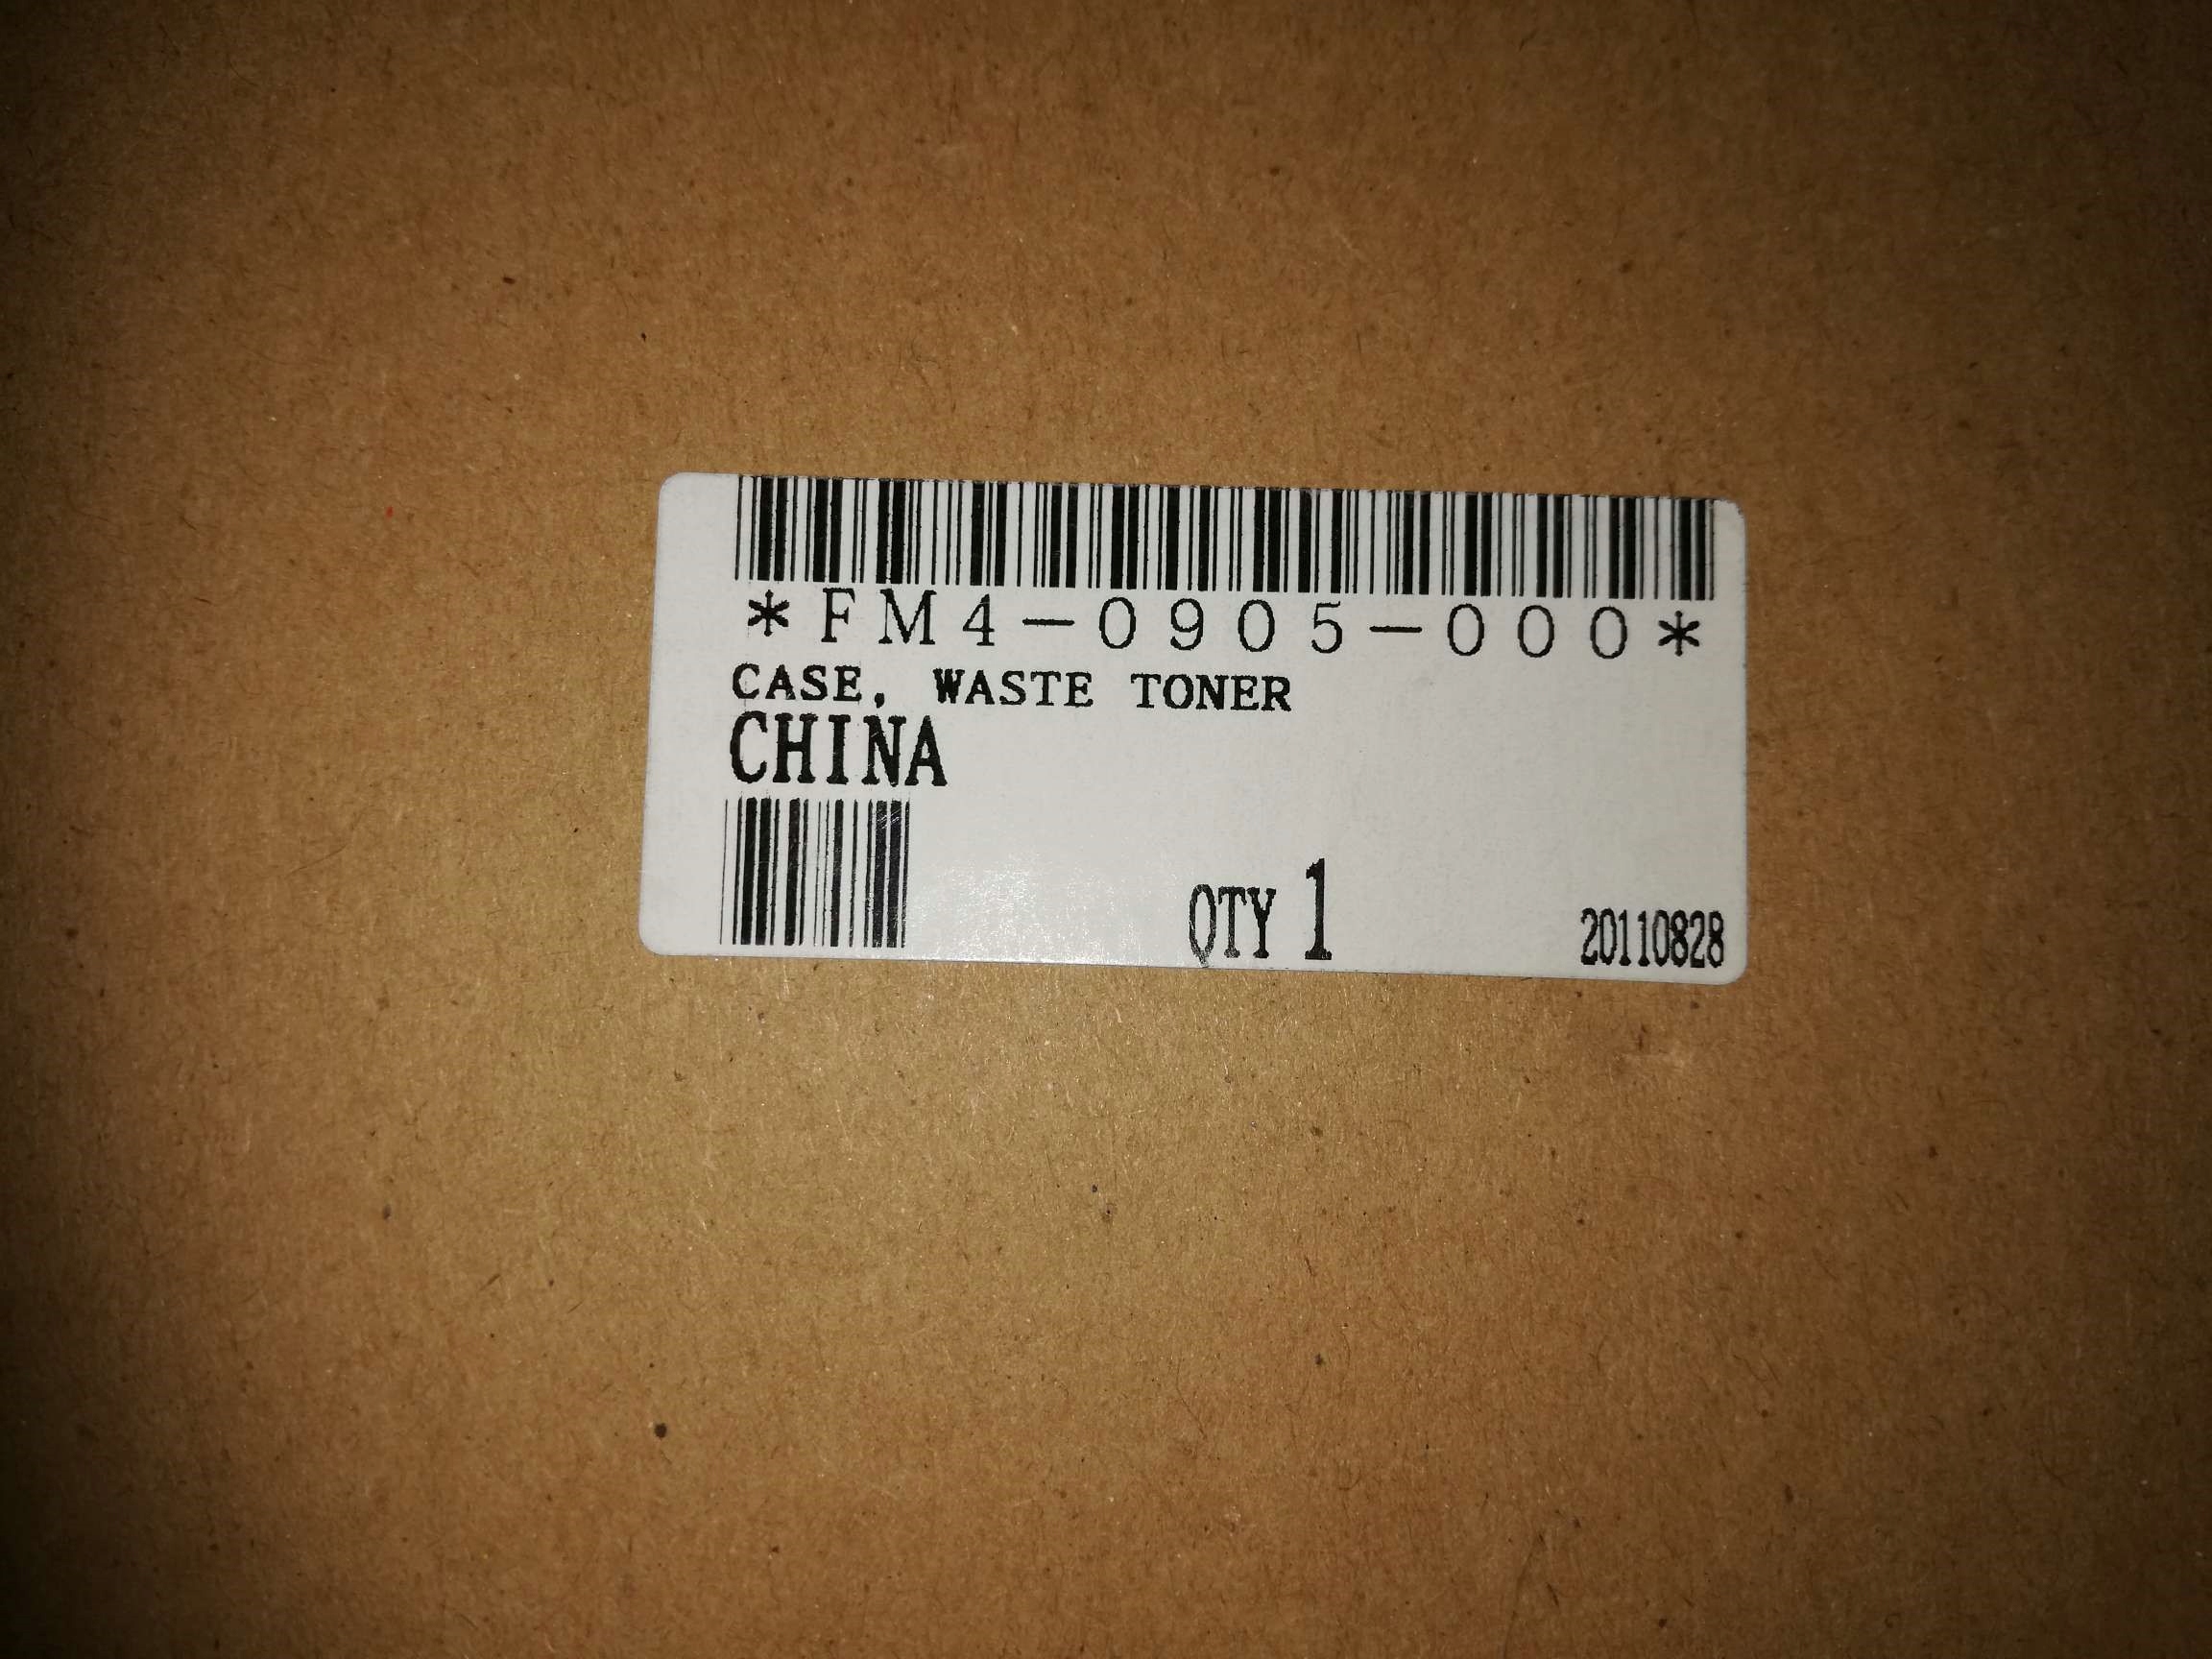 *FM4-0905-000*
CASE, WASTE TONER
CHINA
QTY 1
20110828